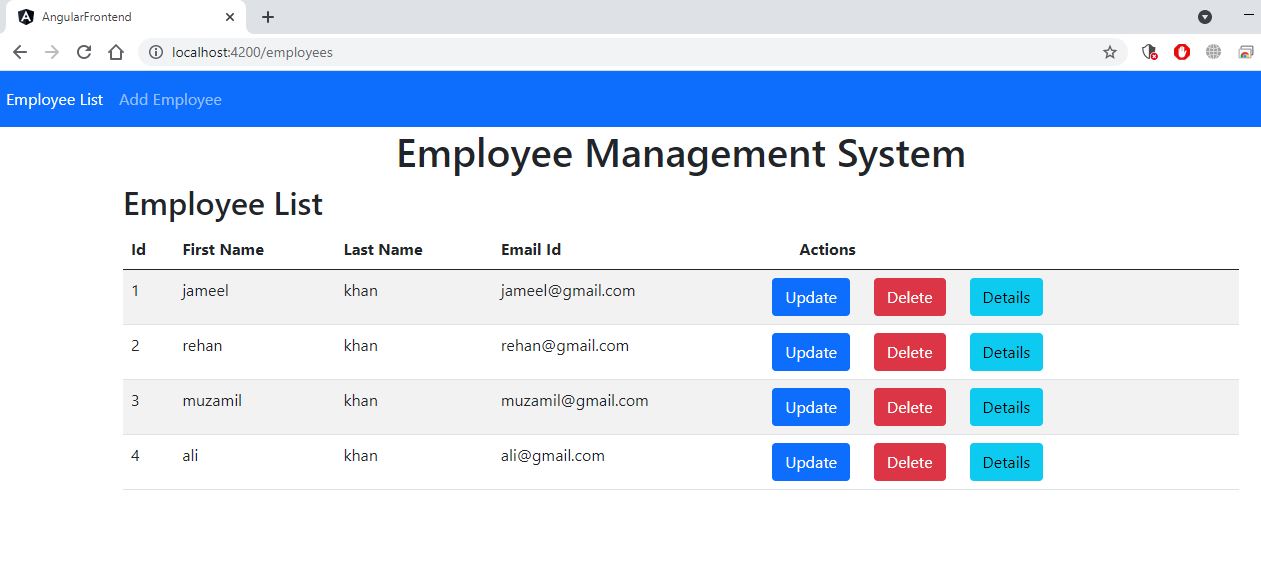 AngularFrontend
localhost:4200/employees
Employee List Add Employee
Employee Management System
Employee List
Id First Name Last Name Email Id Actions
1 jameel khan jameel@gmail.com Update Delete Details
2 rehan khan rehan@gmail.com Update Delete Details
3 muzamil khan muzamil@gmail.com Update Delete Details
4 ali khan ali@gmail.com Update Delete Details